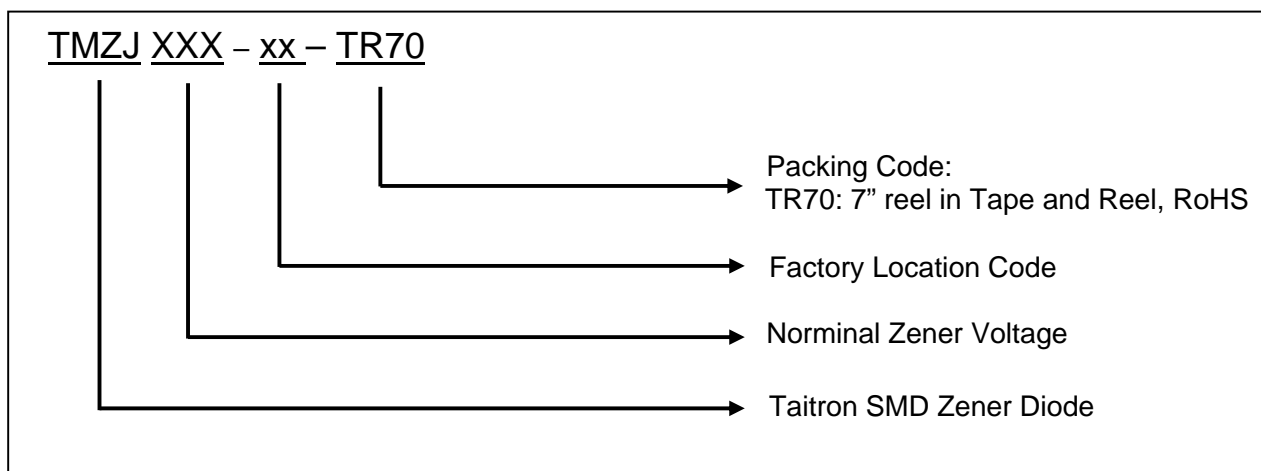 TMZJ XXX – xx – TR70
Packing Code:
TR70: 7” reel in Tape and Reel, RoHS
Factory Location Code
Norminal Zener Voltage
Taitron SMD Zener Diode